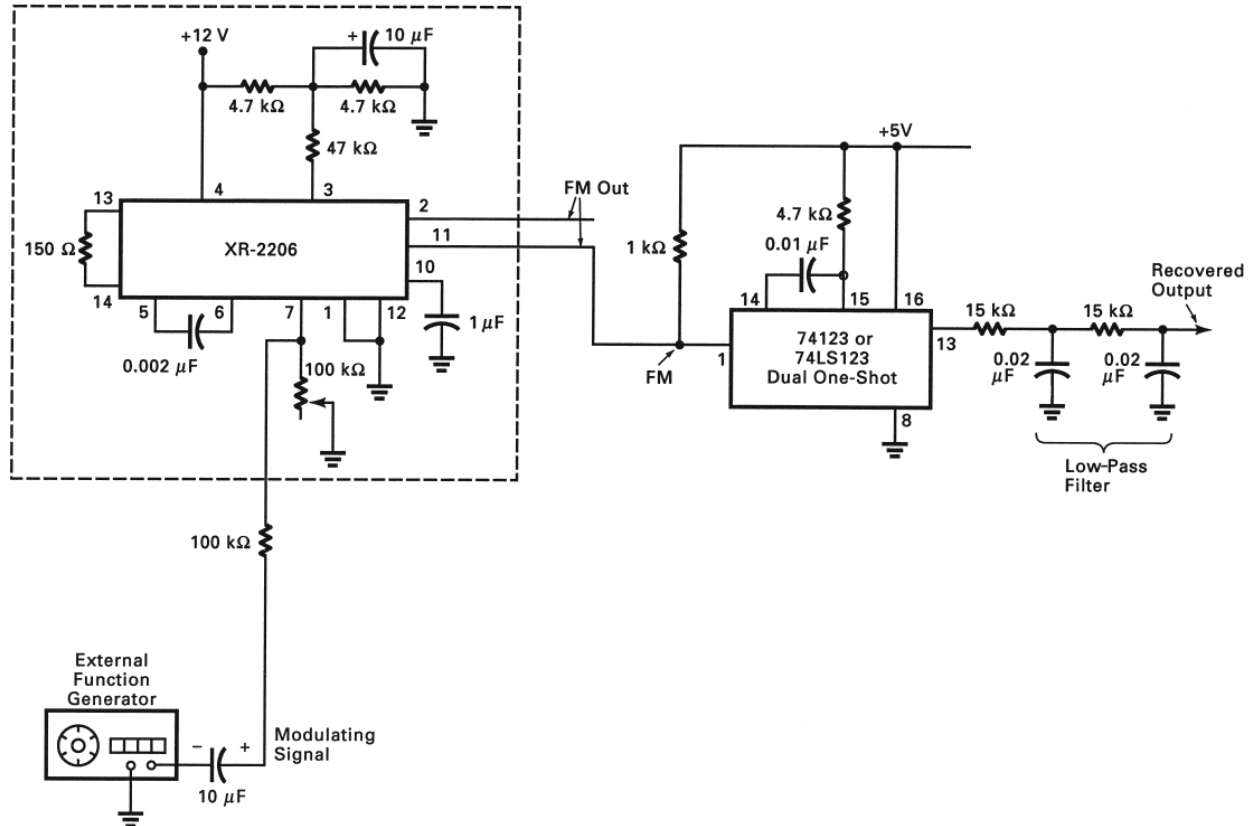 +12 V
+ 10 µF
4.7 kΩ
4.7 kΩ
47 kΩ
+5V
4
3
13
2
FM Out
150 Ω
XR-2206
11
1 kΩ
4.7 kΩ
0.01 µF
10
14
5
6
7
1
12
1 µF
0.002 µF
100 kΩ
FM
1
14
15
16
74123 or
74LS123
Dual One-Shot
13
8
15 kΩ
15 kΩ
Recovered
Output
0.02
µF
0.02
µF
Low-Pass
Filter
100 kΩ
External
Function
Generator
− +
10 µF
Modulating
Signal